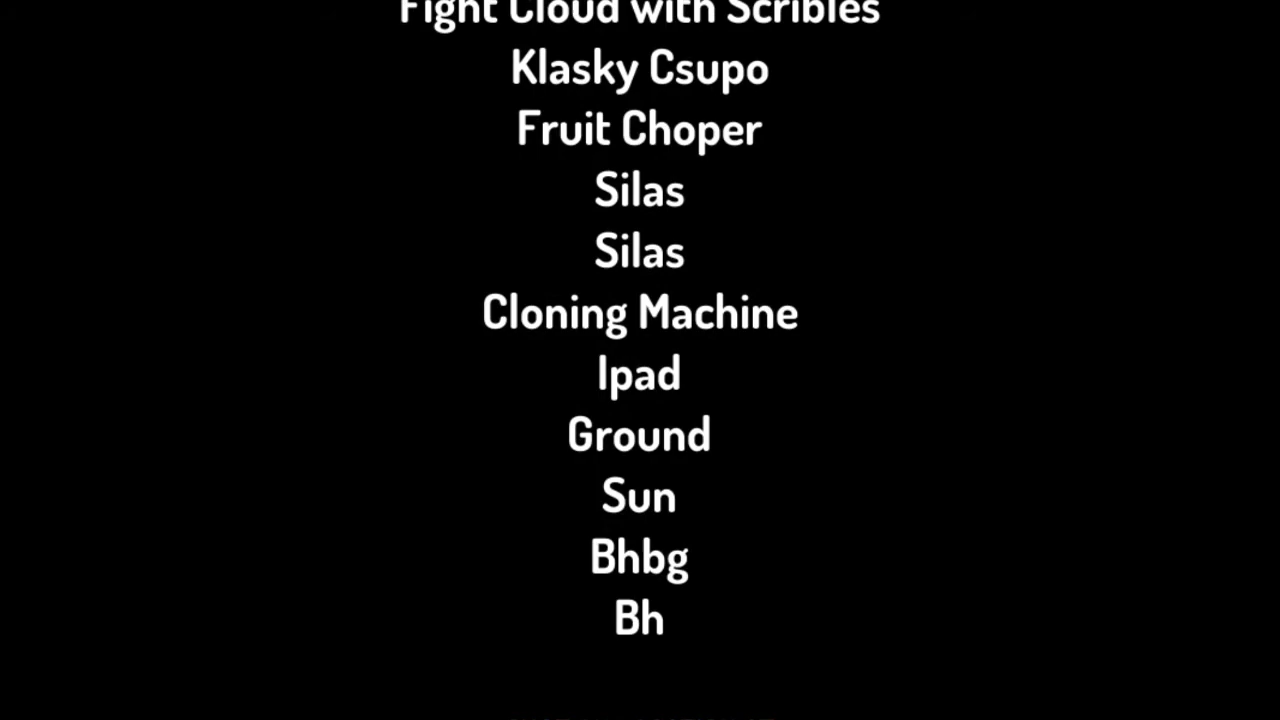 Fight Cloud with Scribles
Klasky Csupo
Fruit Choper
Silas
Silas
Cloning Machine
Ipad
Ground
Sun
Bhbg
Bh